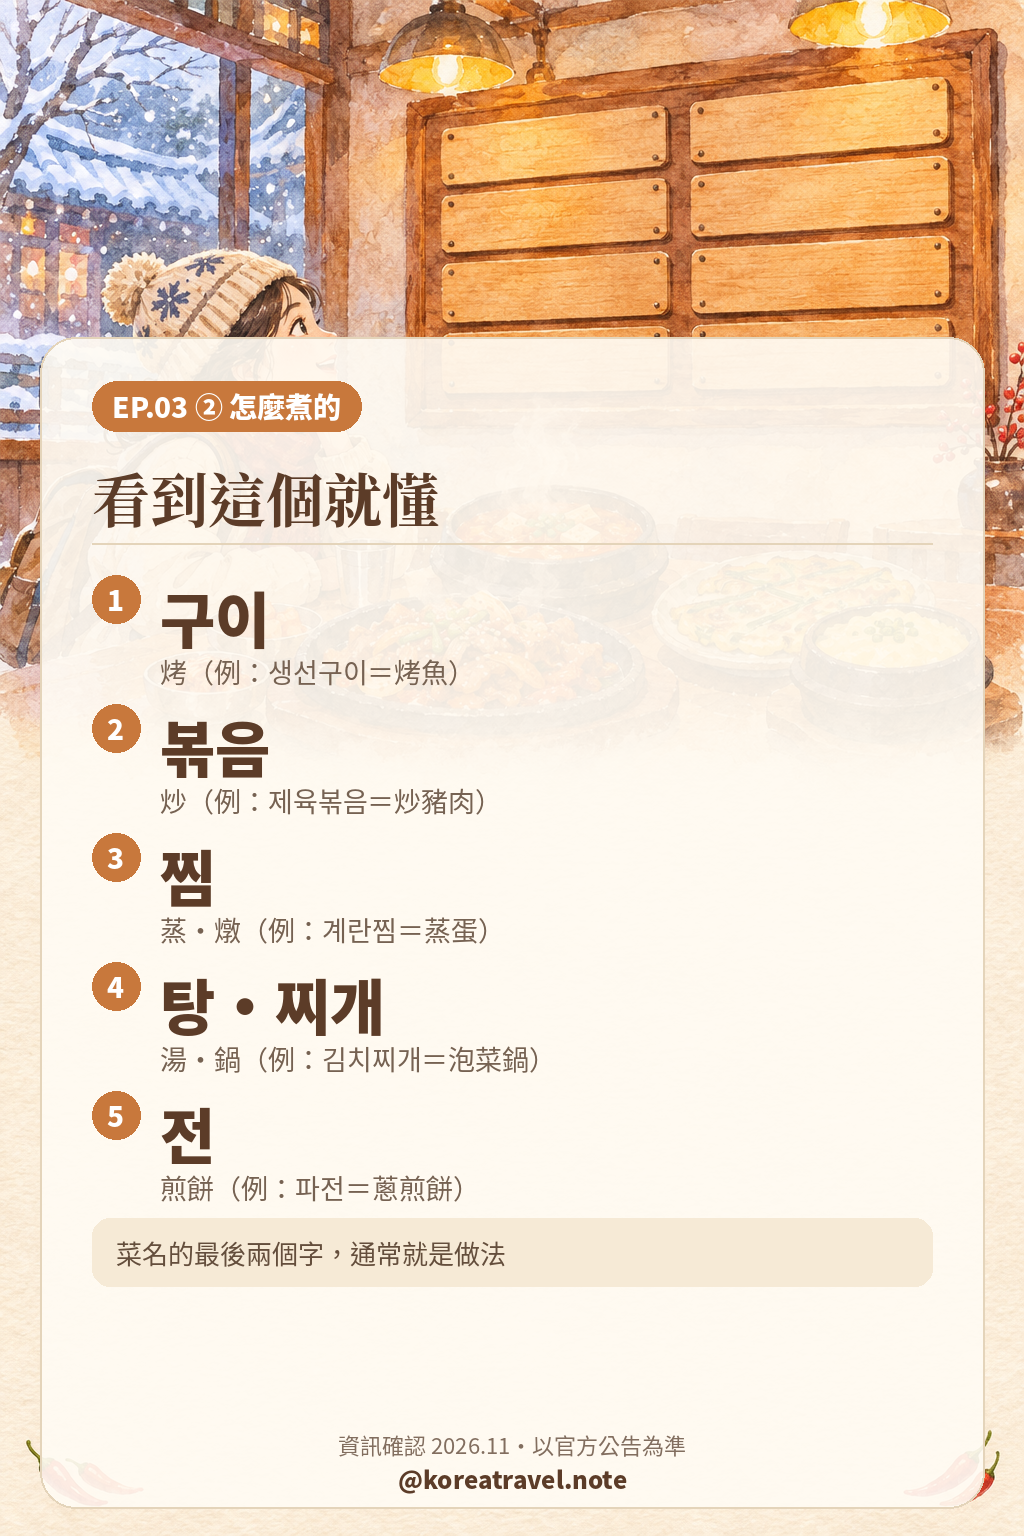 EP.03 ② 怎麼煮的
看到這個就懂
1 구이
烤（例：생선구이＝烤魚）
2 볶음
炒（例：제육볶음＝炒豬肉）
3 찜
蒸・燉（例：계란찜＝蒸蛋）
4 탕・찌개
湯・鍋（例：김치찌개＝泡菜鍋）
5 전
煎餅（例：파전＝蔥煎餅）
菜名的最後兩個字，通常就是做法
資訊確認 2026.11・以官方公告為準
@koreatravel.note